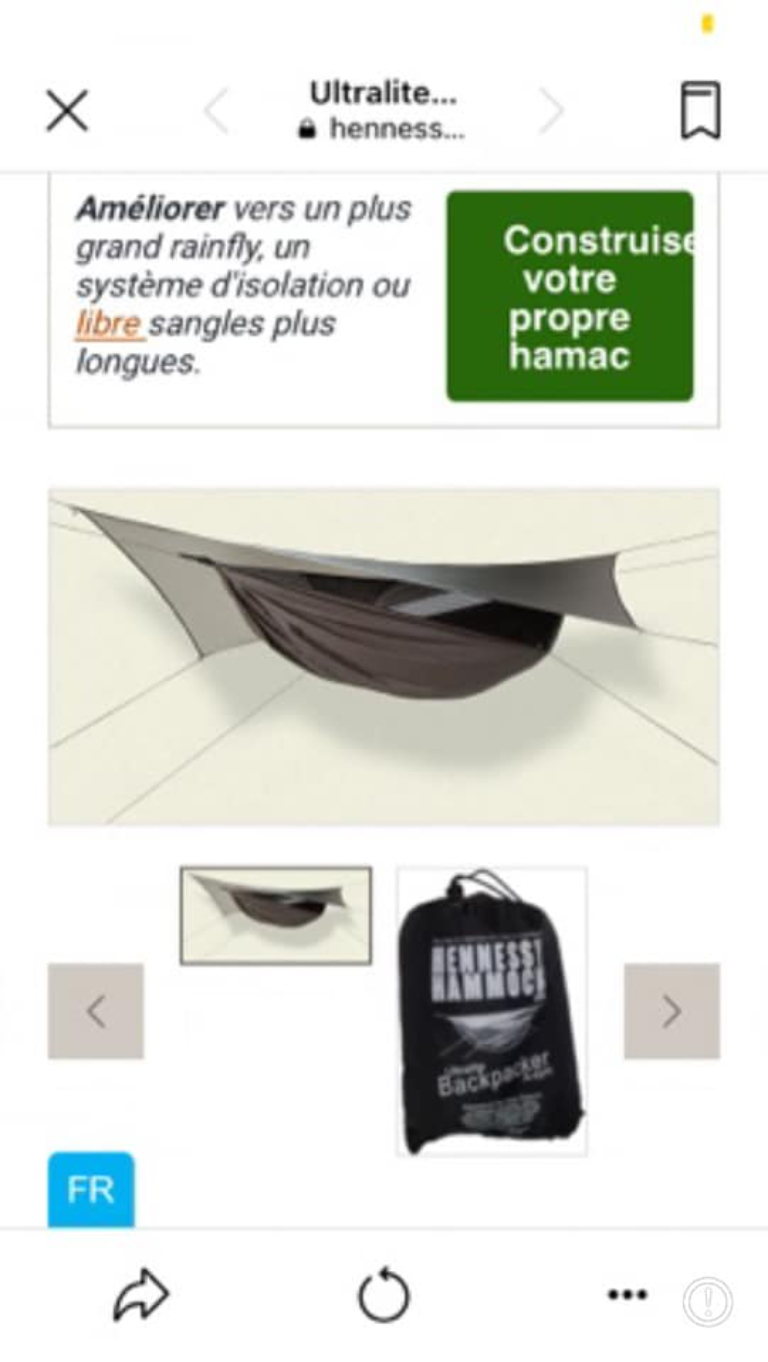 Ultralite...
henness...
Améliorer vers un plus
grand rainfly, un
système d'isolation ou
libre sangles plus
longues.
Construise
votre
propre
hamac
HENNESSY
HAMMOCK
Ultralite
Backpacker
FR